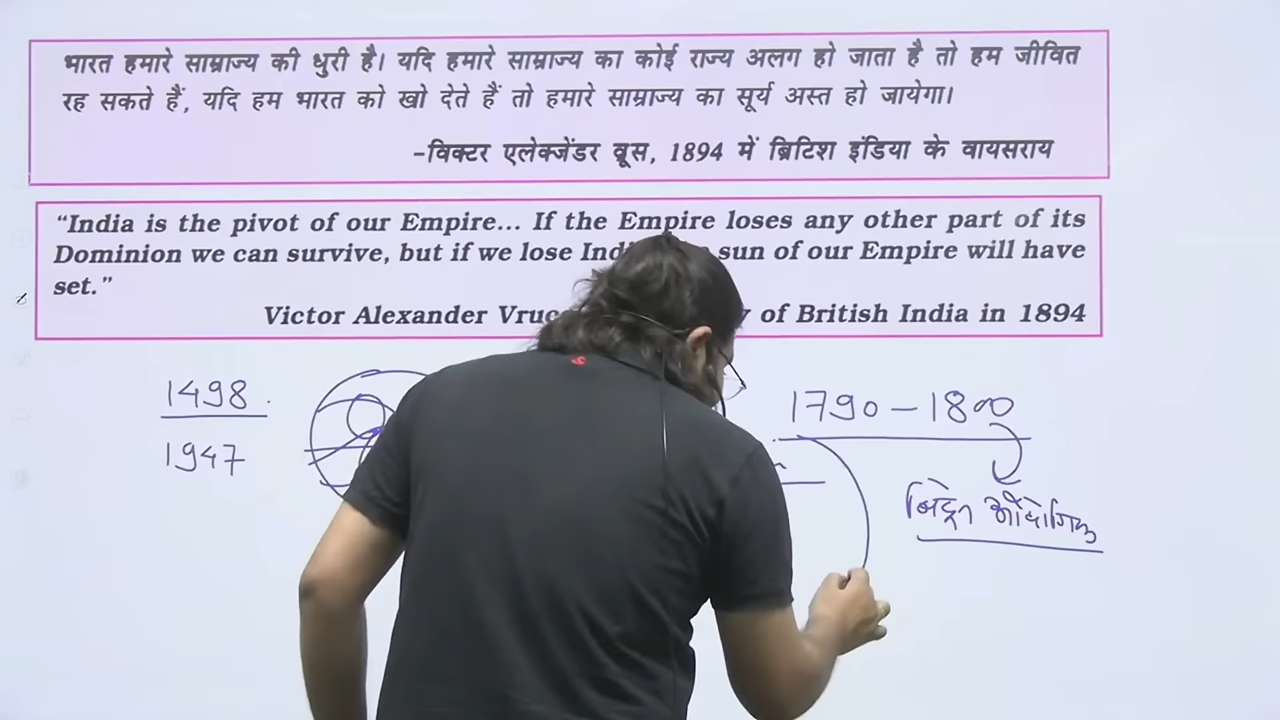 भारत हमारे साम्राज्य की धुरी है। यदि हमारे साम्राज्य का कोई राज्य अलग हो जाता है तो हम जीवित
रह सकते हैं, यदि हम भारत को खो देते हैं तो हमारे साम्राज्य का सूर्य अस्त हो जायेगा।
-विक्टर एलेक्जेंडर ब्रूस, 1894 में ब्रिटिश इंडिया के वायसराय
“India is the pivot of our Empire... If the Empire loses any other part of its
Dominion we can survive, but if we lose sun of our Empire will have
set.”
Victor Alexander of British India in 1894
1498
1947
1790-1800